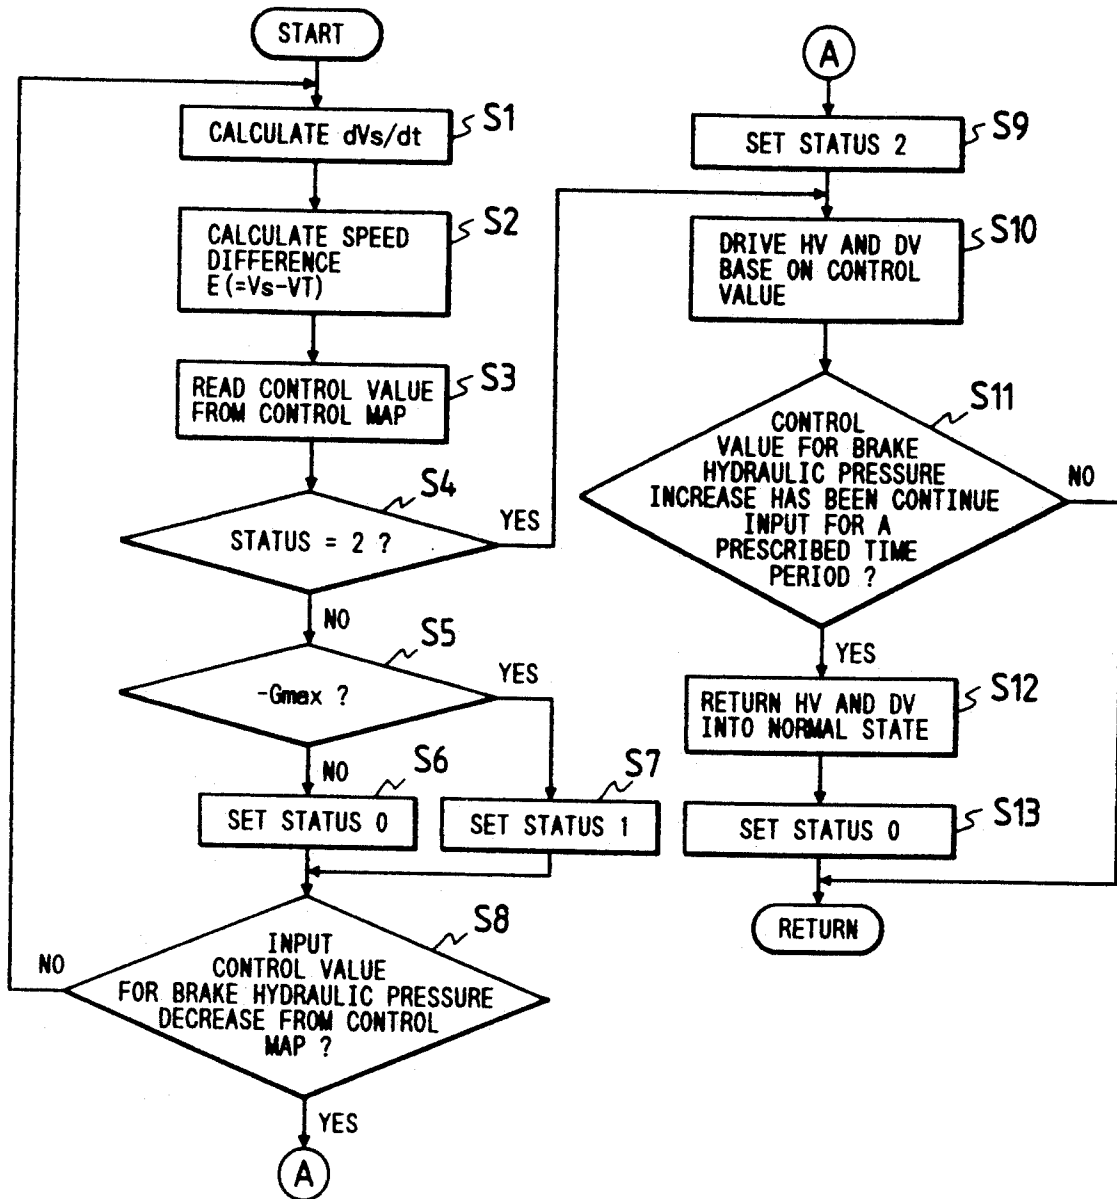 START
CALCULATE dVs/dt
S1
CALCULATE SPEED
DIFFERENCE
E(=Vs-VT)
S2
READ CONTROL VALUE
FROM CONTROL MAP
S3
STATUS = 2 ?
S4
YES
NO
-Gmax ?
S5
YES
NO
SET STATUS 0
S6
SET STATUS 1
S7
INPUT
CONTROL VALUE
FOR BRAKE HYDRAULIC PRESSURE
DECREASE FROM CONTROL
MAP ?
S8
NO
YES
A
A
SET STATUS 2
S9
DRIVE HV AND DV
BASE ON CONTROL
VALUE
S10
CONTROL
VALUE FOR BRAKE
HYDRAULIC PRESSURE
INCREASE HAS BEEN CONTINUE
INPUT FOR A
PRESCRIBED TIME
PERIOD ?
S11
NO
YES
RETURN HV AND DV
INTO NORMAL STATE
S12
SET STATUS 0
S13
RETURN